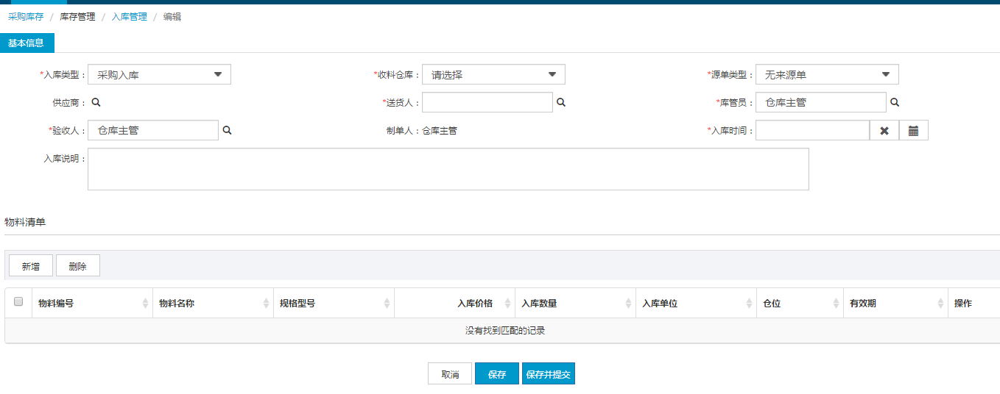 采购库存 / 库存管理 / 入库管理 / 编辑
基本信息
*入库类型： 采购入库 *收料仓库： 请选择 *源单类型： 无来源单
供应商： *送货人： *库管员： 仓库主管
*验收人： 仓库主管 制单人：仓库主管 *入库时间：
入库说明：
物料清单
新增 删除
物料编号 物料名称 规格型号 入库价格 入库数量 入库单位 仓位 有效期 操作
没有找到匹配的记录
取消 保存 保存并提交